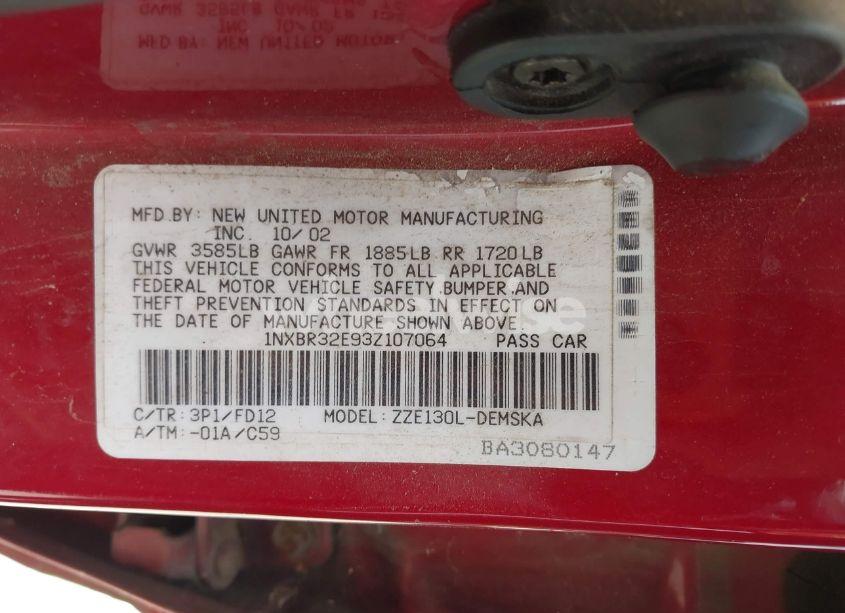 MFD.BY: NEW UNITED MOTOR MANUFACTURING
INC. 10/02
GVWR 3585LB GAWR FR 1885LB RR 1720LB
THIS VEHICLE CONFORMS TO ALL APPLICABLE
FEDERAL MOTOR VEHICLE SAFETY, BUMPER, AND
THEFT PREVENTION STANDARDS IN EFFECT ON
THE DATE OF MANUFACTURE SHOWN ABOVE.
1NXBR32E93Z107064 PASS CAR
C/TR: 3P1/FD12 MODEL: ZZE130L-DEMSKA
A/TM: -01A/C59
BA3080147